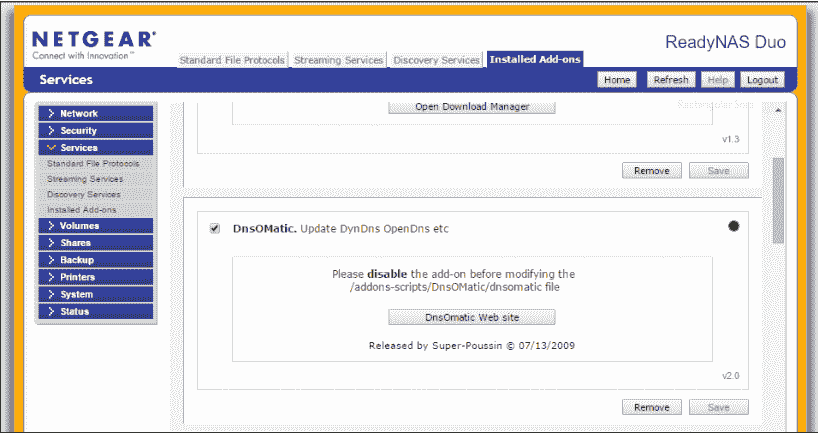 NETGEAR®
Connect with Innovation™
ReadyNAS Duo
Standard File Protocols Streaming Services Discovery Services Installed Add-ons
Services
Home Refresh Help Logout
Network
Security
Services
Standard File Protocols
Streaming Services
Discovery Services
Installed Add-ons
Volumes
Shares
Backup
Printers
System
Status
Rectangular Snip
Open Download Manager
v1.3
Remove Save
DnsOMatic. Update DynDns OpenDns etc
Please disable the add-on before modifying the
/addons-scripts/DnsOMatic/dnsomatic file
DnsOmatic Web site
Released by Super-Poussin © 07/13/2009
v2.0
Remove Save